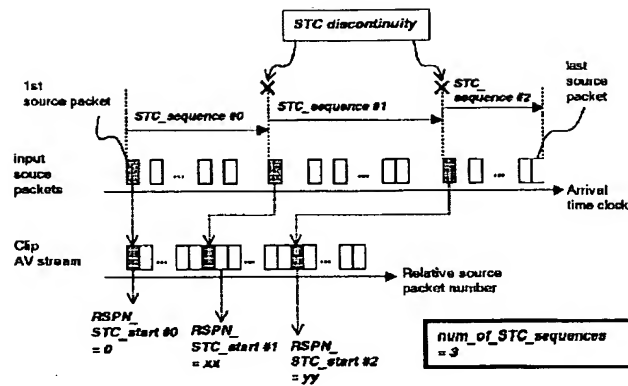 STC discontinuity
1st
source packet
STC_sequence #0
STC_sequence #1
STC_
sequence #2
last
source
packet
input
souce
packets
...
...
...
Arrival
time clock
Clip
AV stream
...
...
...
Relative source
packet number
RSPN_
STC_start #0
= 0
RSPN_
STC_start #1
= xx
RSPN_
STC_start #2
= yy
num_of_STC_sequences
= 3